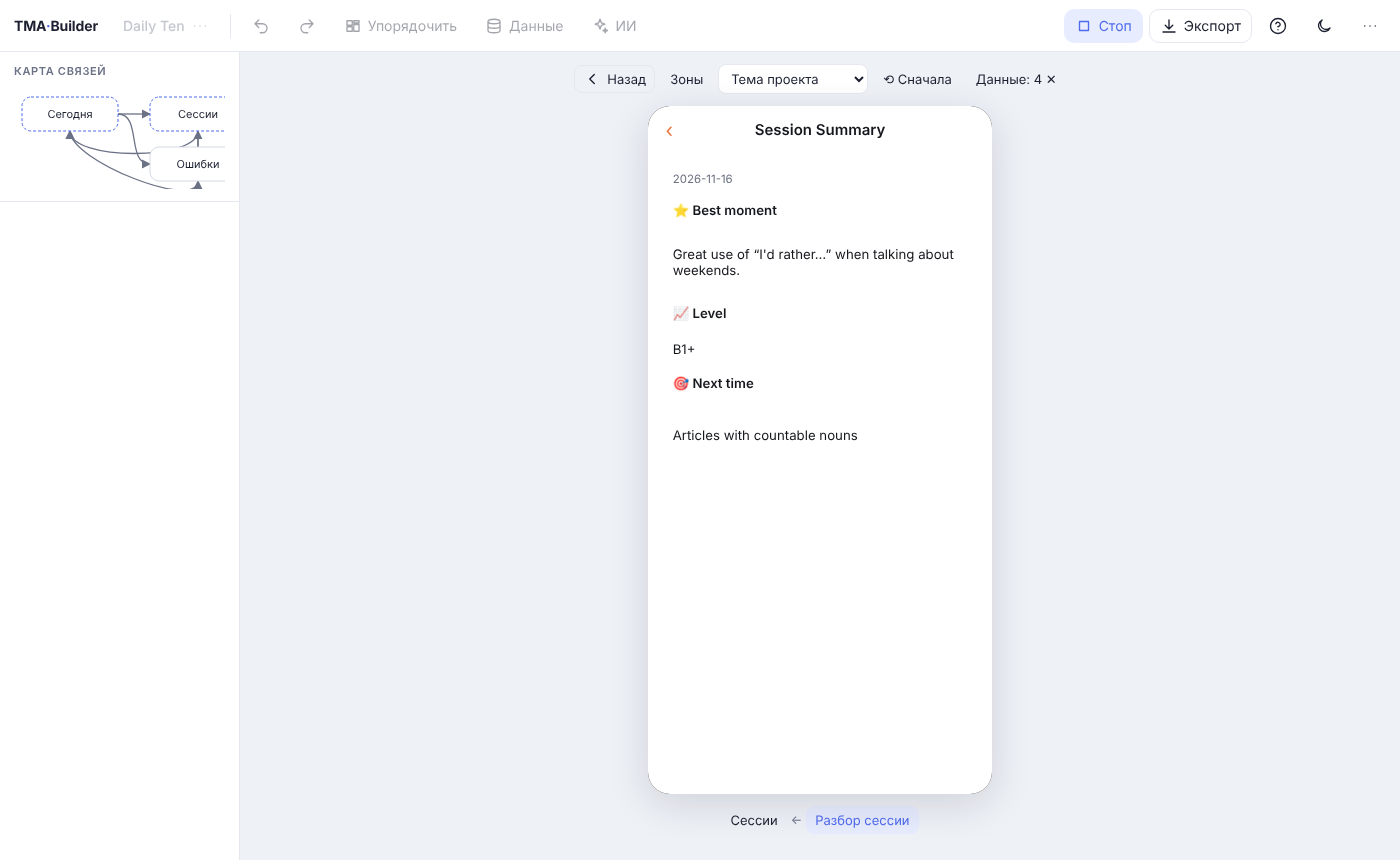 TMA·Builder
Daily Ten ···
Упорядочить
Данные
ИИ
Стоп
Экспорт
···
КАРТА СВЯЗЕЙ
Сегодня
Сессии
Ошибки
Назад
Зоны
Тема проекта
⟲ Сначала
Данные: 4 ✕
‹ Session Summary
2026-11-16
⭐ Best moment
Great use of “I'd rather…” when talking about
weekends.
📈 Level
B1+
🎯 Next time
Articles with countable nouns
Сессии ← Разбор сессии